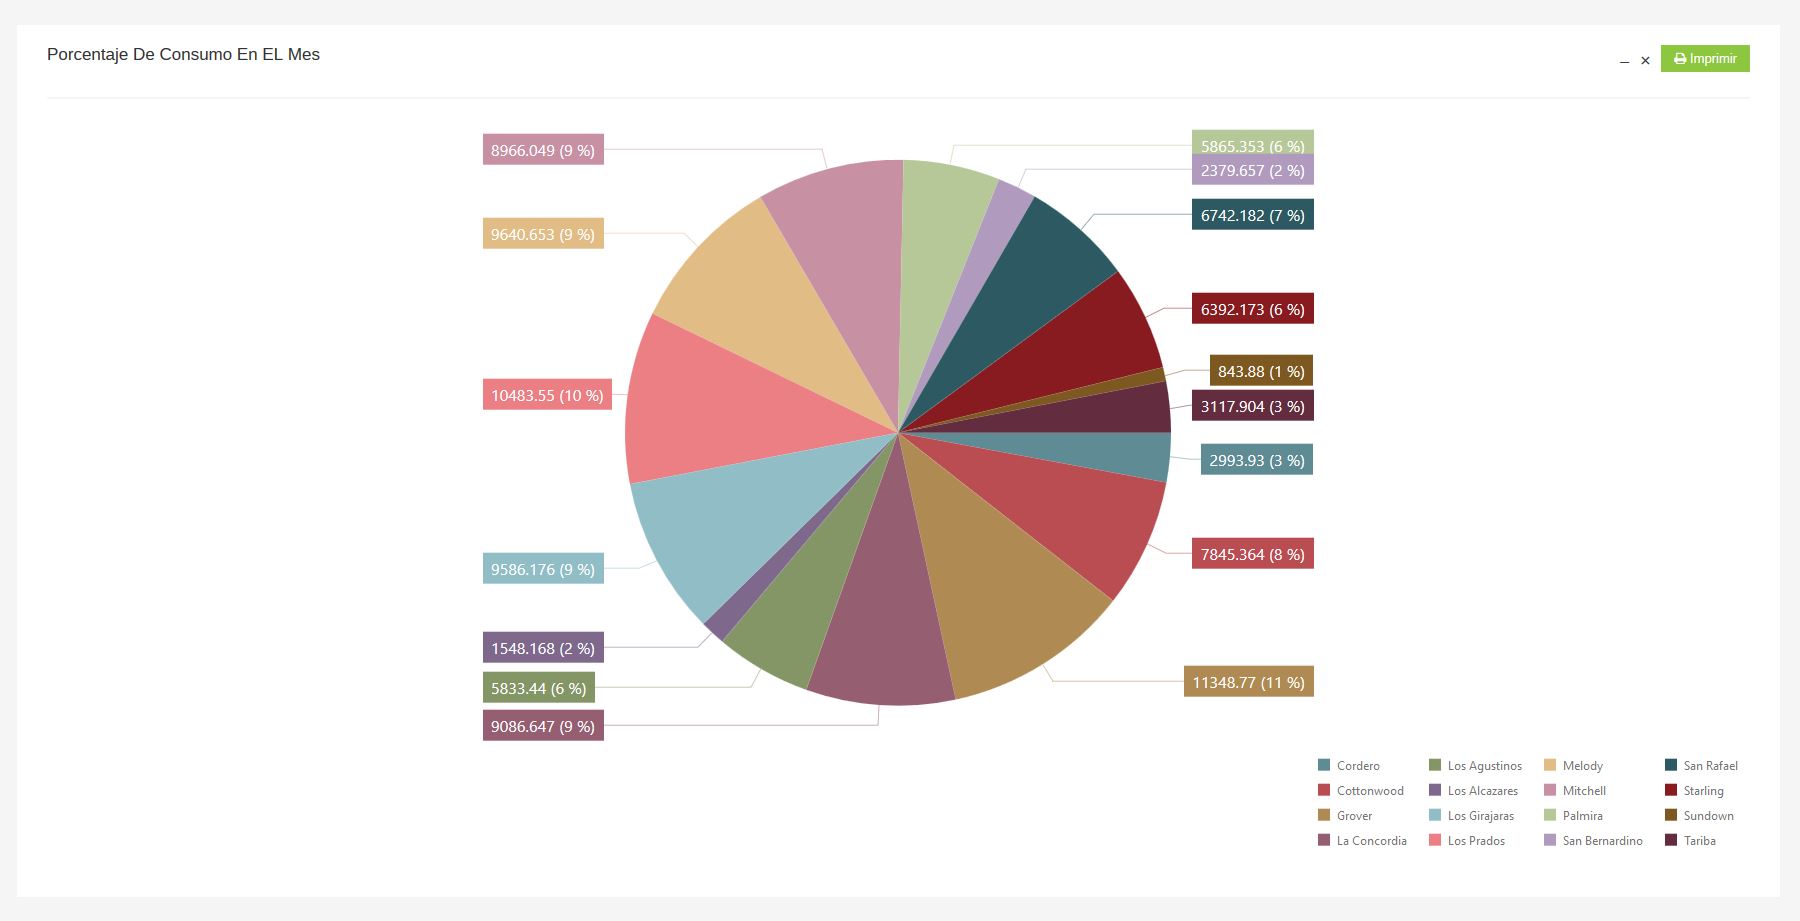 Porcentaje De Consumo En EL Mes
– × Imprimir
8966.049 (9 %)
9640.653 (9 %)
10483.55 (10 %)
9586.176 (9 %)
1548.168 (2 %)
5833.44 (6 %)
9086.647 (9 %)
5865.353 (6 %)
2379.657 (2 %)
6742.182 (7 %)
6392.173 (6 %)
843.88 (1 %)
3117.904 (3 %)
2993.93 (3 %)
7845.364 (8 %)
11348.77 (11 %)
Cordero
Cottonwood
Grover
La Concordia
Los Agustinos
Los Alcazares
Los Girajaras
Los Prados
Melody
Mitchell
Palmira
San Bernardino
San Rafael
Starling
Sundown
Tariba